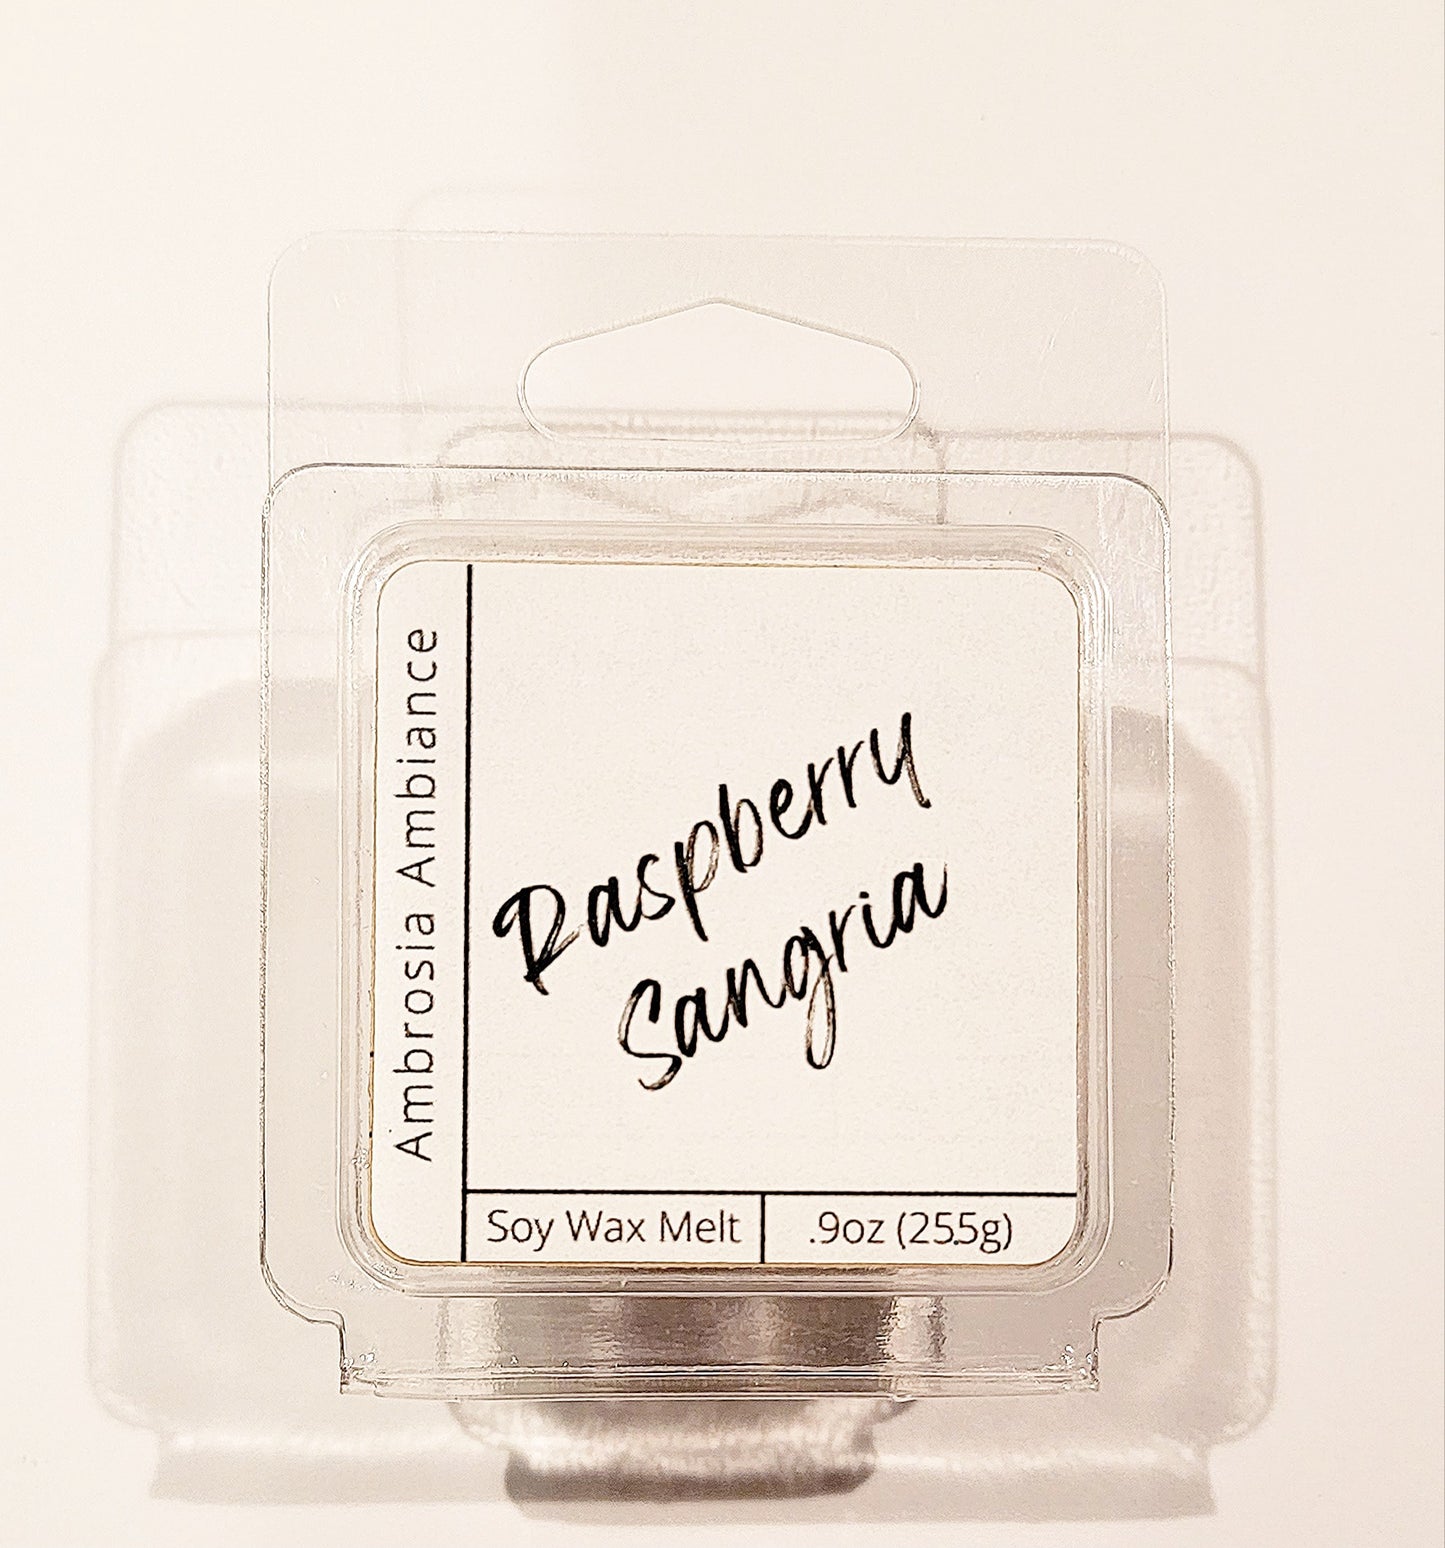 Ambrosia Ambiance
Raspberry
Sangria
Soy Wax Melt
.9oz (25.5g)